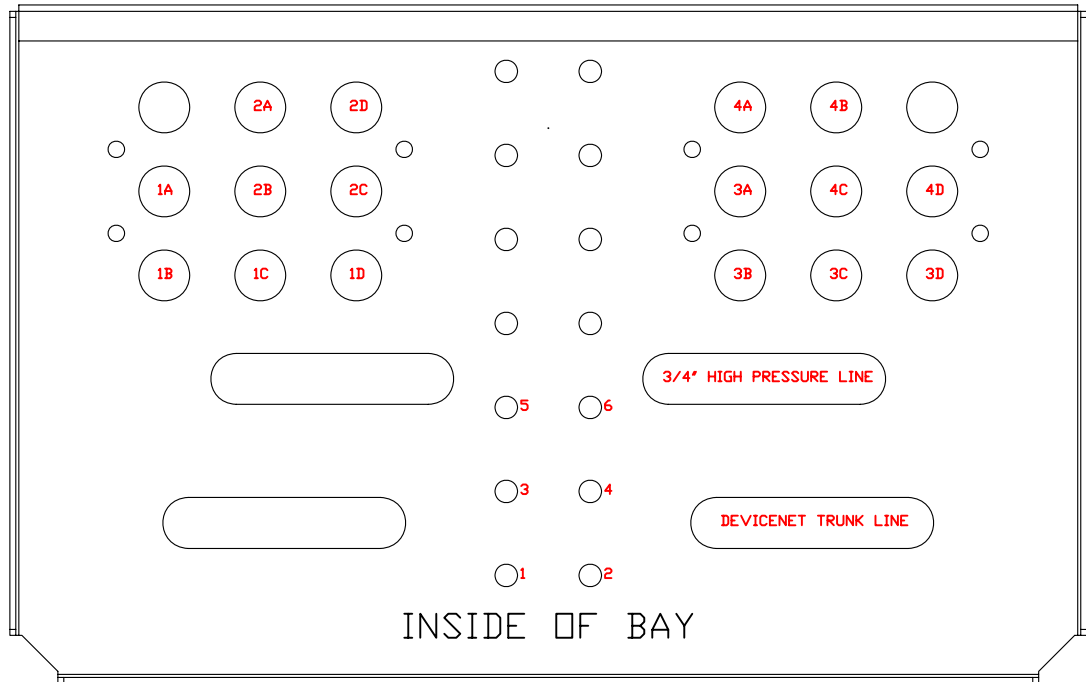 2A 2D 4A 4B
1A 2B 2C 3A 4C 4D
1B 1C 1D 3B 3C 3D
3/4" HIGH PRESSURE LINE
5 6
3 4
DEVICENET TRUNK LINE
1 2
INSIDE OF BAY